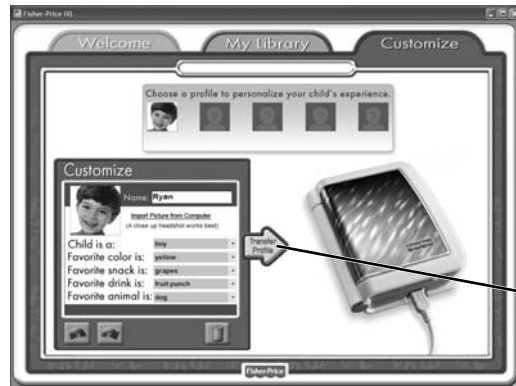 Fisher-Price iXL
Welcome
My Library
Customize
Choose a profile to personalize your child's experience.
Customize
Name: Ryan
Import Picture from Computer
(A close up headshot works best)
Child is a: boy
Favorite color is: yellow
Favorite snack is: grapes
Favorite drink is: fruit punch
Favorite animal is: dog
Transfer
Profile
Fisher-Price